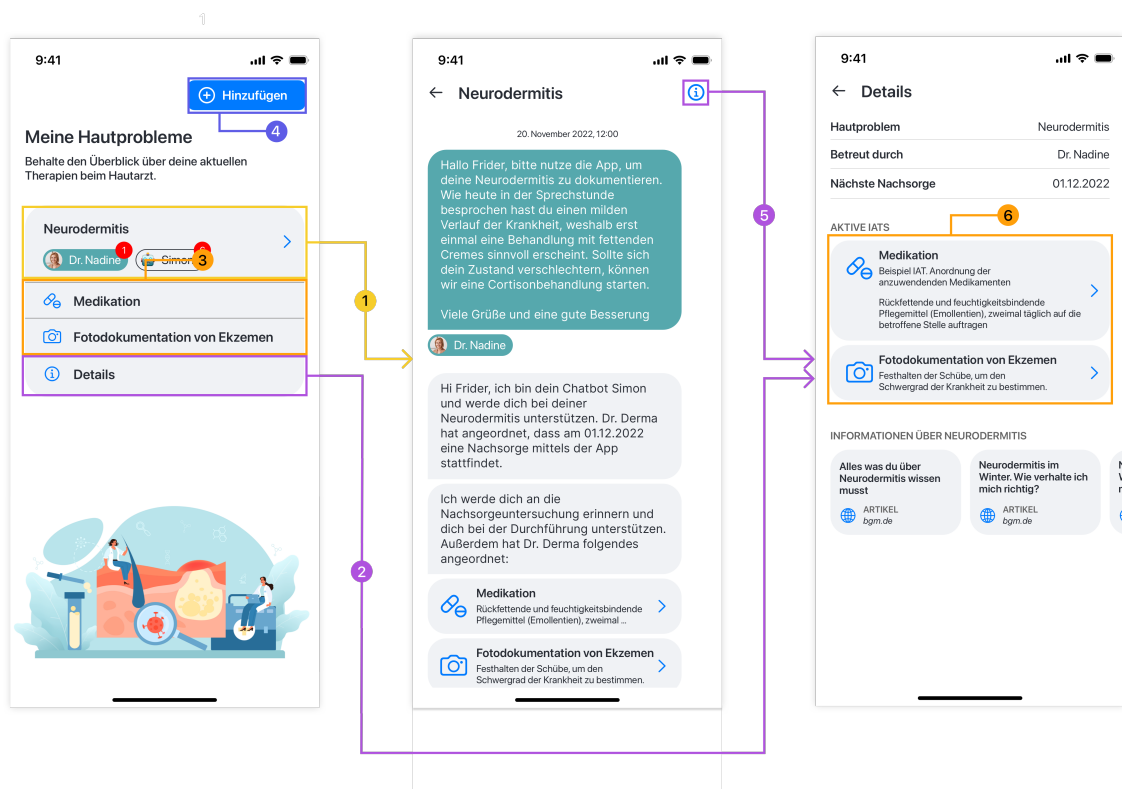 1
9:41
Hinzufügen
4
Meine Hautprobleme
Behalte den Überblick über deine aktuellen
Therapien beim Hautarzt.
Neurodermitis
Dr. Nadine
1
Simon
3
Medikation
Fotodokumentation von Ekzemen
Details
1
2
9:41
Neurodermitis
20. November 2022, 12:00
Hallo Frider, bitte nutze die App, um
deine Neurodermitis zu dokumentieren.
Wie heute in der Sprechstunde
besprochen hast du einen milden
Verlauf der Krankheit, weshalb erst
einmal eine Behandlung mit fettenden
Cremes sinnvoll erscheint. Sollte sich
dein Zustand verschlechtern, können
wir eine Cortisonbehandlung starten.
Viele Grüße und eine gute Besserung
Dr. Nadine
Hi Frider, ich bin dein Chatbot Simon
und werde dich bei deiner
Neurodermitis unterstützen. Dr. Derma
hat angeordnet, dass am 01.12.2022
eine Nachsorge mittels der App
stattfindet.
Ich werde dich an die
Nachsorgeuntersuchung erinnern und
dich bei der Durchführung unterstützen.
Außerdem hat Dr. Derma folgendes
angeordnet:
Medikation
Rückfettende und feuchtigkeitsbindende
Pflegemittel (Emollentien), zweimal ...
Fotodokumentation von Ekzemen
Festhalten der Schübe, um den
Schwergrad der Krankheit zu bestimmen.
5
9:41
Details
Hautproblem Neurodermitis
Betreut durch Dr. Nadine
Nächste Nachsorge 01.12.2022
6
AKTIVE IATS
Medikation
Beispiel IAT. Anordnung der
anzuwendenden Medikamenten
Rückfettende und feuchtigkeitsbindende
Pflegemittel (Emollentien), zweimal täglich auf die
betroffene Stelle auftragen
Fotodokumentation von Ekzemen
Festhalten der Schübe, um den
Schwergrad der Krankheit zu bestimmen.
INFORMATIONEN ÜBER NEURODERMITIS
Alles was du über
Neurodermitis wissen
musst
ARTIKEL
bgm.de
Neurodermitis im
Winter. Wie verhalte ich
mich richtig?
ARTIKEL
bgm.de